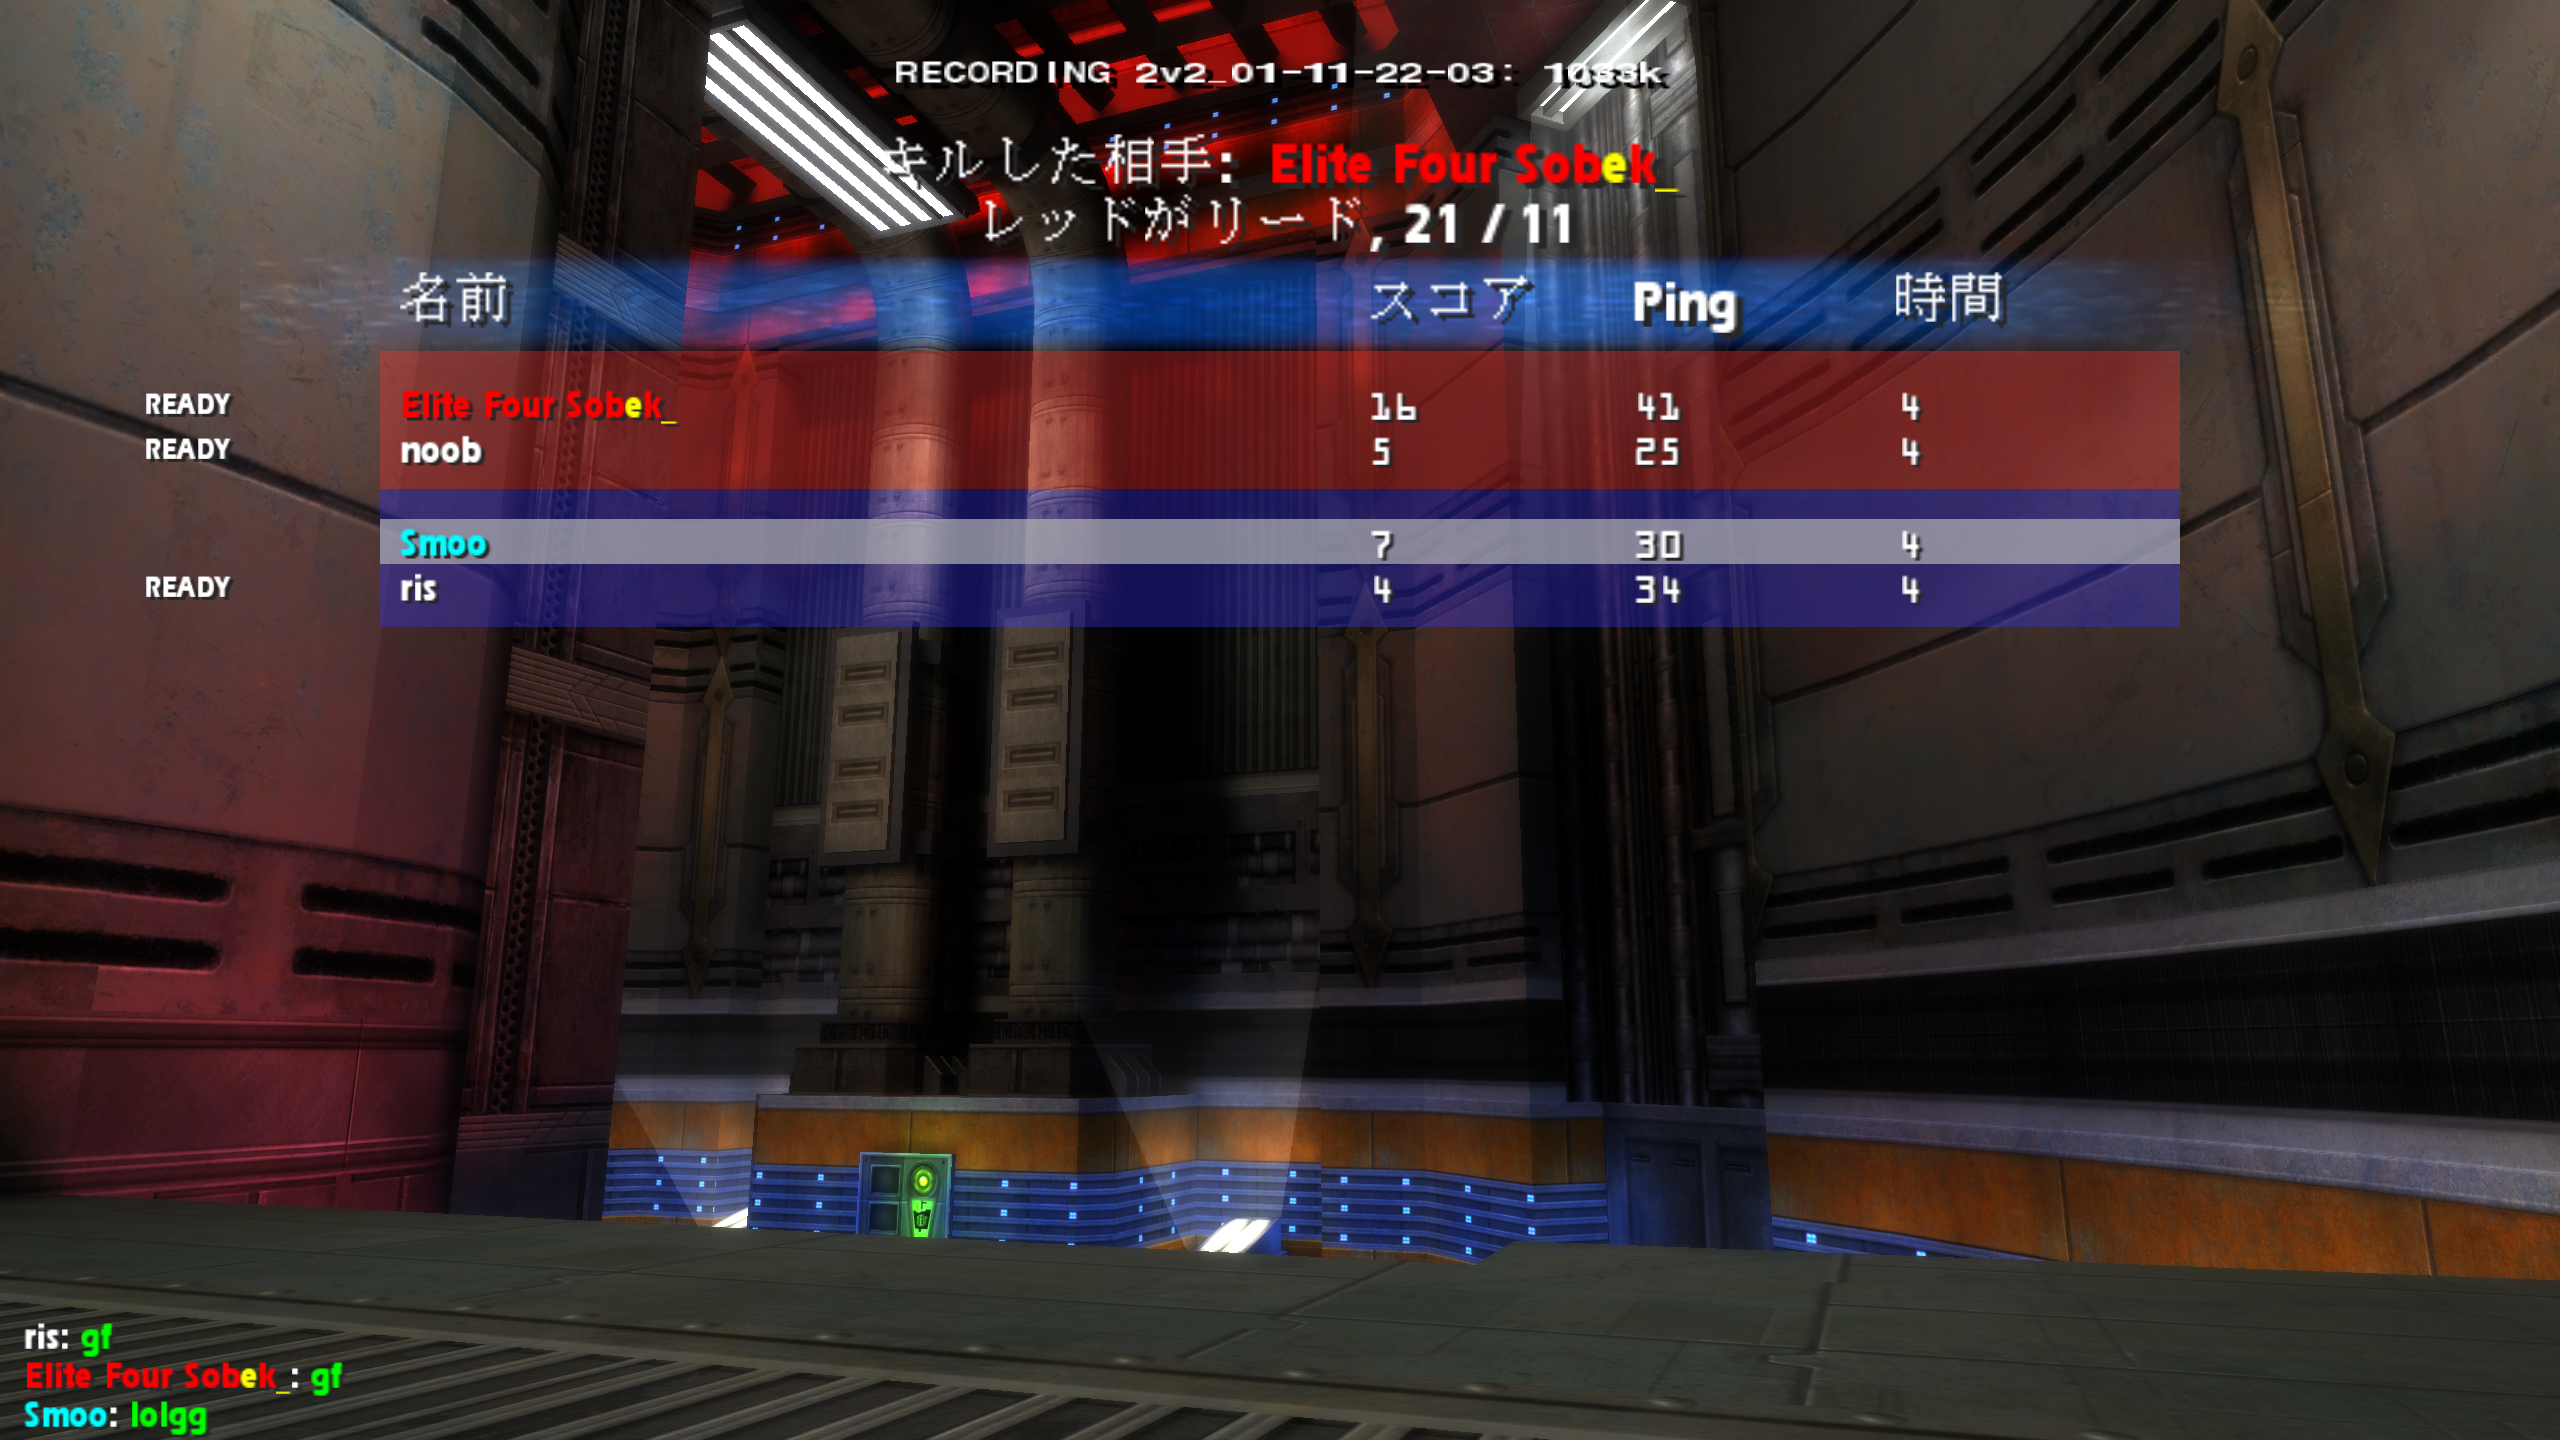 RECORDING 2v2_01-11-22-03: 1033k
キルした相手: Elite Four Sobek_
レッドがリード, 21 / 11
名前 スコア Ping 時間
READY Elite Four Sobek_ 16 41 4
READY noob 5 25 4
Smoo 7 30 4
READY ris 4 34 4
ris: gf
Elite Four Sobek_: gf
Smoo: lolgg